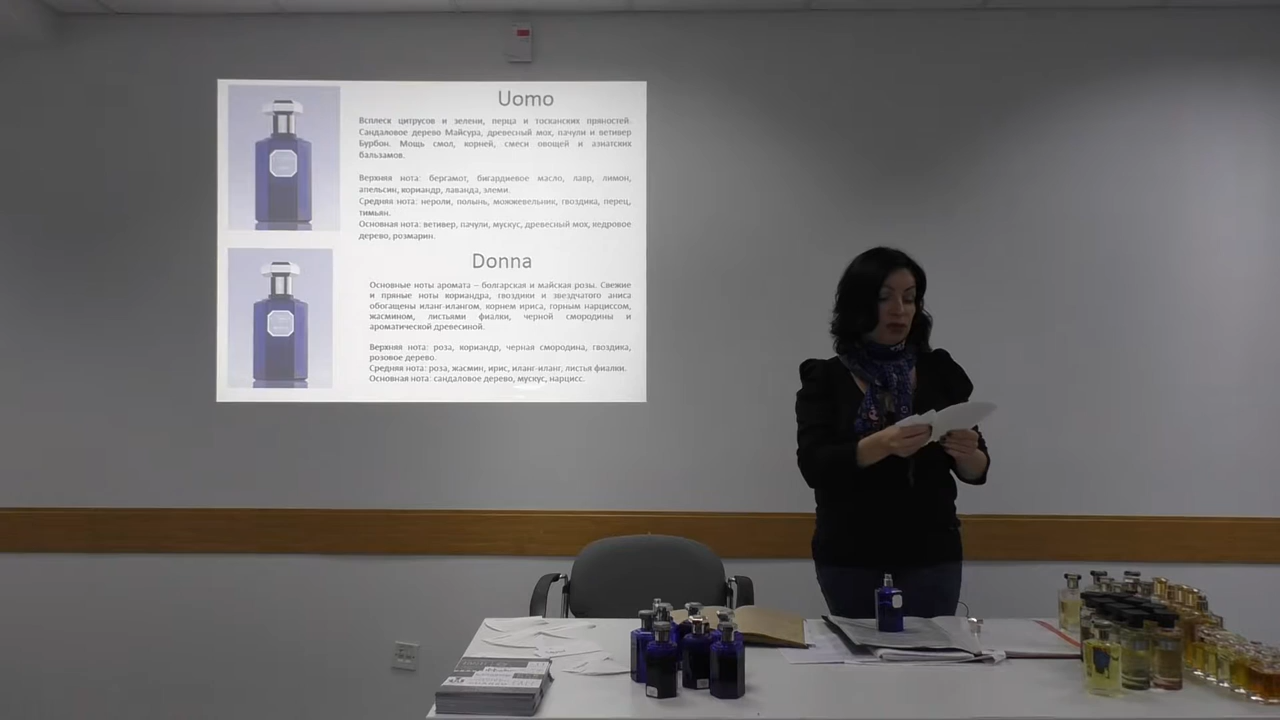 Uomo
Всплеск цитрусов и зелени, перца и тосканских пряностей.
Сандаловое дерево Майсура, древесный мох, пачули и ветивер
Бурбон. Мощь смол, корней, смеси овощей и азиатских
бальзамов.
Верхняя нота: бергамот, бигардиевое масло, лавр, лимон,
апельсин, кориандр, лаванда, элеми.
Средняя нота: нероли, полынь, можжевельник, гвоздика, перец,
тимьян.
Основная нота: ветивер, пачули, мускус, древесный мох, кедровое
дерево, розмарин.
Donna
Основные ноты аромата – болгарская и майская розы. Свежие
и пряные ноты кориандра, гвоздики и звездчатого аниса
обогащены иланг-илангом, корнем ириса, горным нарциссом,
жасмином, листьями фиалки, черной смородины и
ароматической древесиной.
Верхняя нота: роза, кориандр, черная смородина, гвоздика,
розовое дерево.
Средняя нота: роза, жасмин, ирис, иланг-иланг, листья фиалки.
Основная нота: сандаловое дерево, мускус, нарцисс.